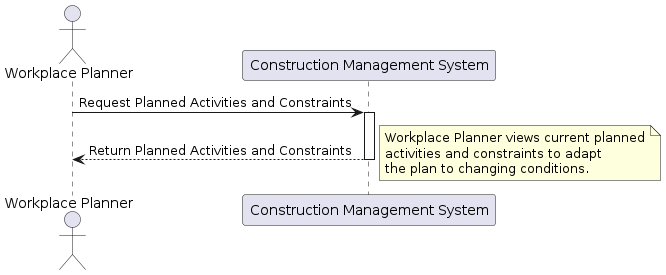 Workplace Planner
Construction Management System
Request Planned Activities and Constraints
Workplace Planner views current planned
activities and constraints to adapt
the plan to changing conditions.
Return Planned Activities and Constraints
Workplace Planner
Construction Management System